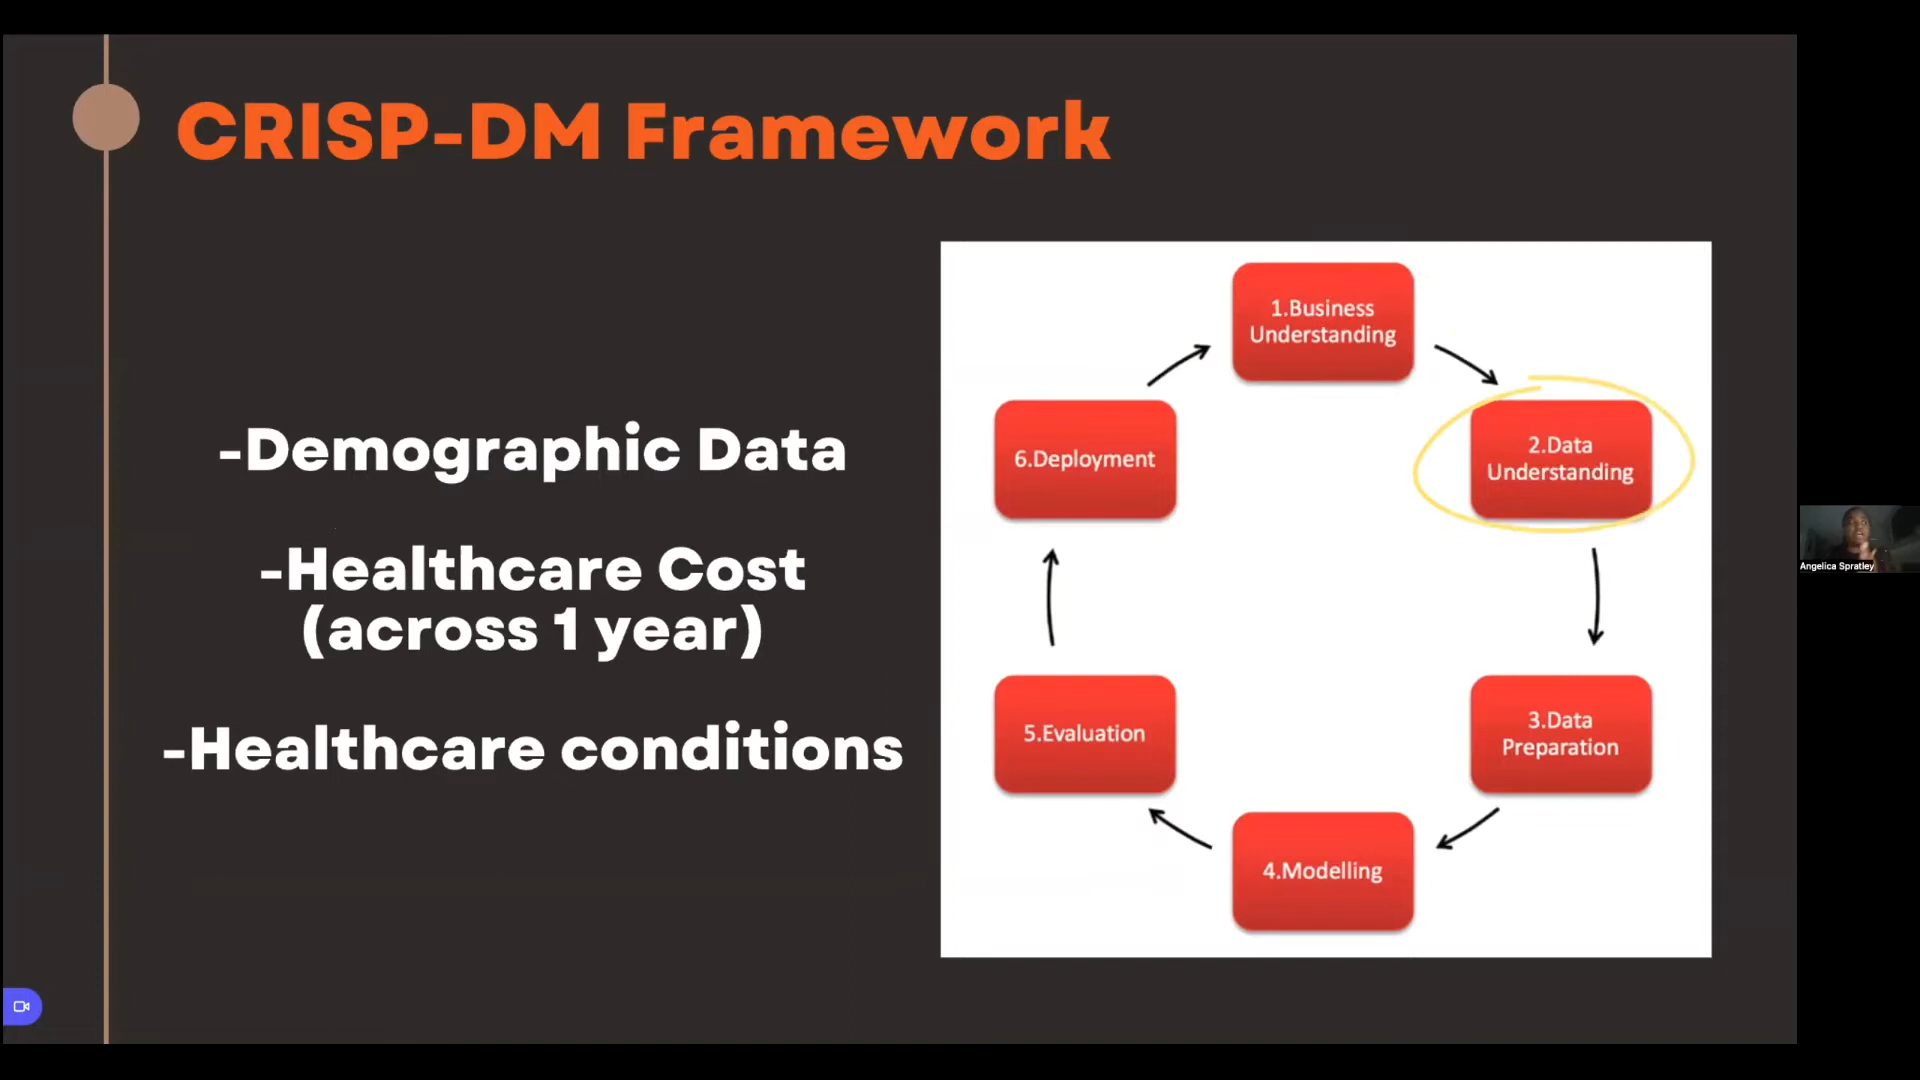 CRISP-DM Framework
-Demographic Data
-Healthcare Cost
(across 1 year)
-Healthcare conditions
1.Business
Understanding
2.Data
Understanding
3.Data
Preparation
4.Modelling
5.Evaluation
6.Deployment
Angelica Spratley